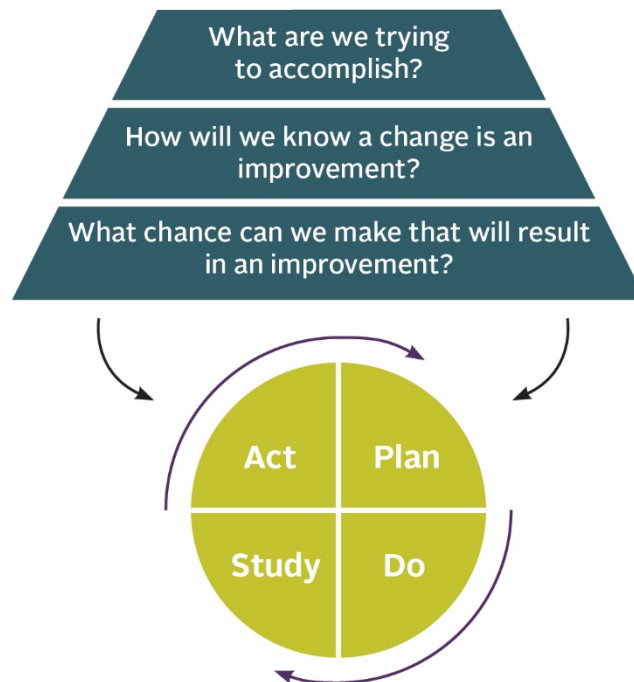 What are we trying
to accomplish?
How will we know a change is an
improvement?
What chance can we make that will result
in an improvement?
Act
Plan
Study
Do